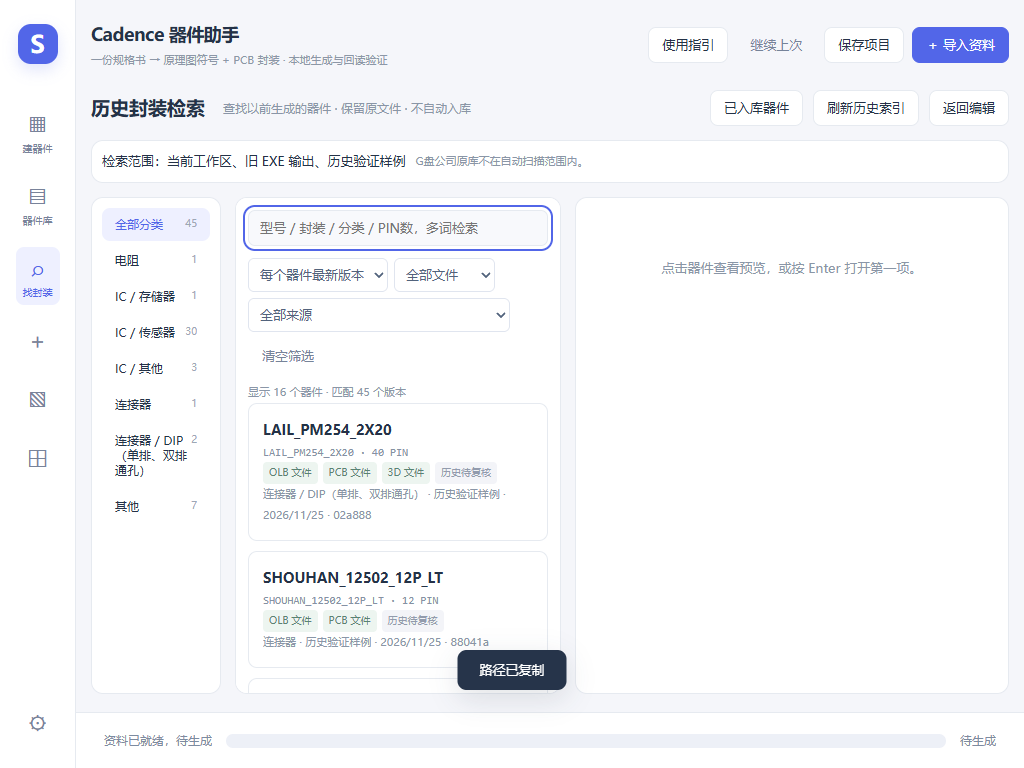 S
建器件
器件库
找封装
Cadence 器件助手
一份规格书 → 原理图符号 + PCB 封装 · 本地生成与回读验证
使用指引
继续上次
保存项目
+ 导入资料
历史封装检索
查找以前生成的器件 · 保留原文件 · 不自动入库
已入库器件
刷新历史索引
返回编辑
检索范围：当前工作区、旧 EXE 输出、历史验证样例
G盘公司原库不在自动扫描范围内。
全部分类 45
电阻 1
IC / 存储器 1
IC / 传感器 30
IC / 其他 3
连接器 1
连接器 / DIP 2
（单排、双排
通孔）
其他 7
型号 / 封装 / 分类 / PIN数，多词检索
每个器件最新版本
全部文件
全部来源
清空筛选
显示 16 个器件 · 匹配 45 个版本
LAIL_PM254_2X20
LAIL_PM254_2X20 · 40 PIN
OLB 文件
PCB 文件
3D 文件
历史待复核
连接器 / DIP（单排、双排通孔） · 历史验证样例 ·
2026/11/25 · 02a888
SHOUHAN_12502_12P_LT
SHOUHAN_12502_12P_LT · 12 PIN
OLB 文件
PCB 文件
历史待复核
连接器 · 历史验证样例 · 2026/11/25 · 88041a
点击器件查看预览，或按 Enter 打开第一项。
路径已复制
资料已就绪，待生成
待生成